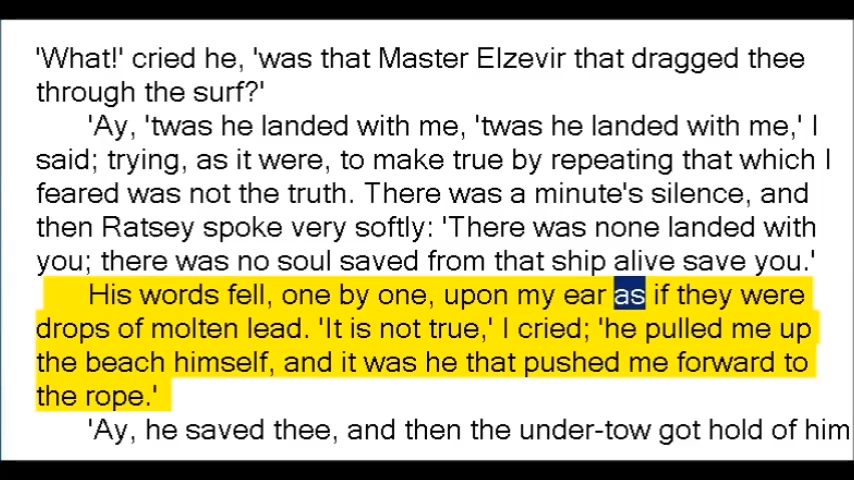 'What!' cried he, 'was that Master Elzevir that dragged thee
through the surf?'
'Ay, 'twas he landed with me, 'twas he landed with me,' I
said; trying, as it were, to make true by repeating that which I
feared was not the truth. There was a minute's silence, and
then Ratsey spoke very softly: 'There was none landed with
you; there was no soul saved from that ship alive save you.'
His words fell, one by one, upon my ear as if they were
drops of molten lead. 'It is not true,' I cried; 'he pulled me up
the beach himself, and it was he that pushed me forward to
the rope.'
'Ay, he saved thee, and then the under-tow got hold of him